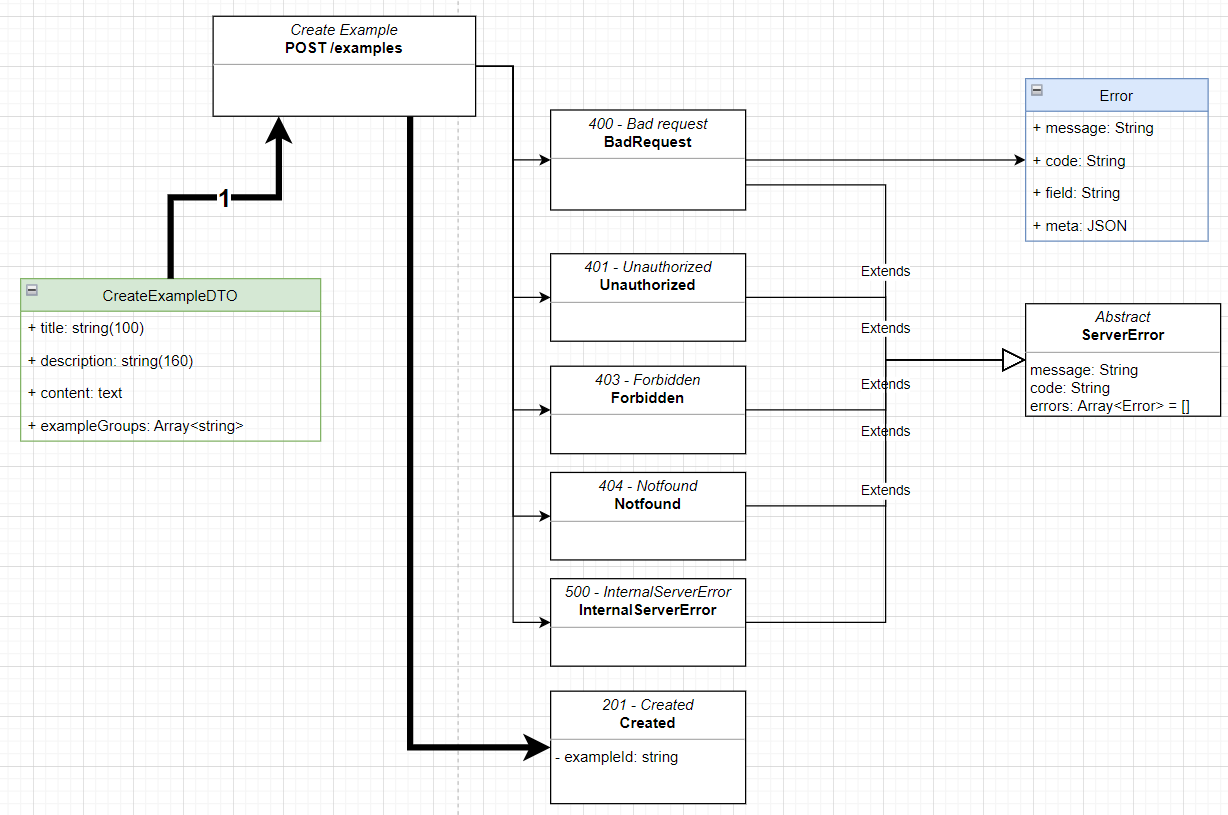 Create Example
POST /examples
400 - Bad request
BadRequest
Error
+ message: String
+ code: String
+ field: String
+ meta: JSON
1
CreateExampleDTO
+ title: string(100)
+ description: string(160)
+ content: text
+ exampleGroups: Array<string>
401 - Unauthorized
Unauthorized
Extends
Extends
Extends
Extends
Extends
Abstract
ServerError
message: String
code: String
errors: Array<Error> = []
403 - Forbidden
Forbidden
404 - Notfound
Notfound
500 - InternalServerError
InternalServerError
201 - Created
Created
- exampleId: string